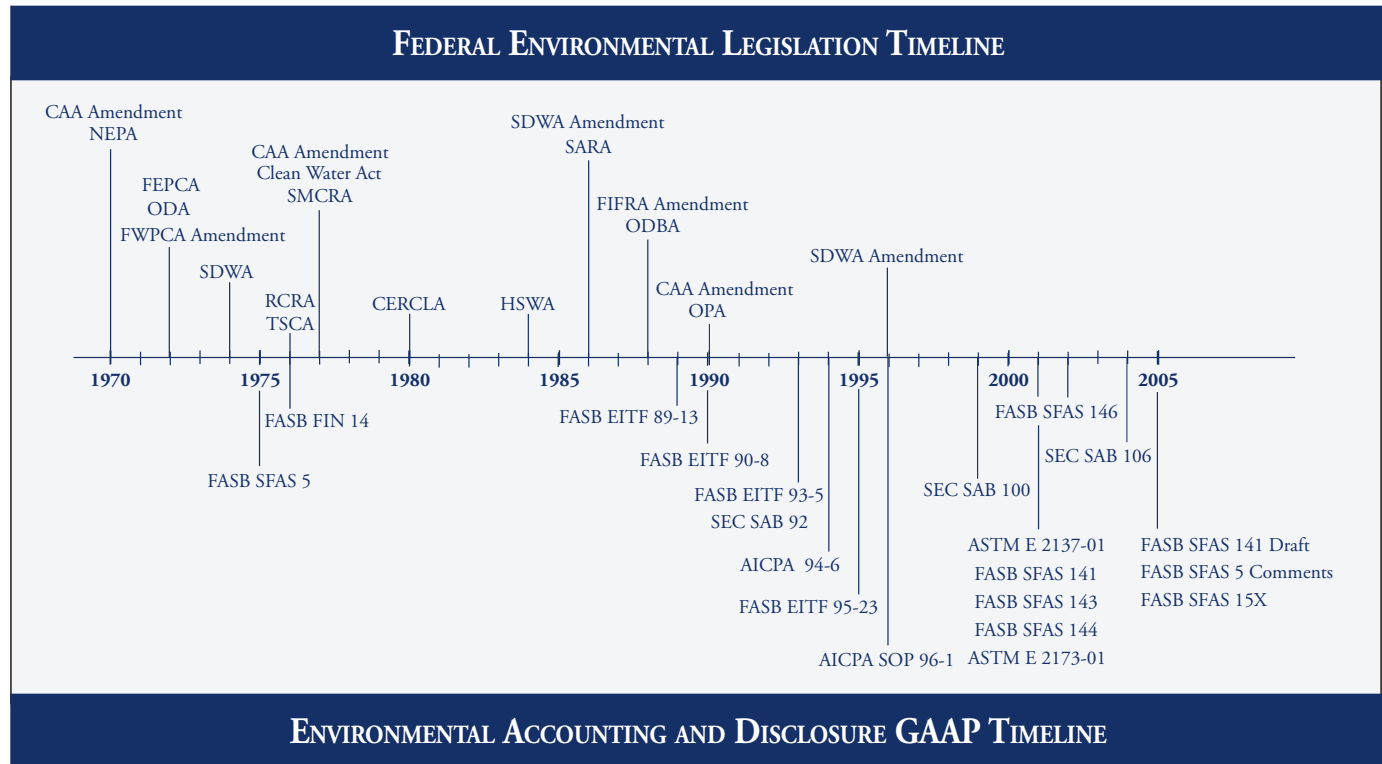 FEDERAL ENVIRONMENTAL LEGISLATION TIMELINE
CAA Amendment
NEPA
FEPCA
ODA
FWPCA Amendment
SDWA
RCRA
TSCA
CAA Amendment
Clean Water Act
SMCRA
CERCLA
HSWA
SDWA Amendment
SARA
FIFRA Amendment
ODBA
CAA Amendment
OPA
SDWA Amendment
1970
1975
1980
1985
1990
1995
2000
2005
FASB SFAS 5
FASB FIN 14
FASB EITF 89-13
FASB EITF 90-8
FASB EITF 93-5
SEC SAB 92
AICPA 94-6
FASB EITF 95-23
AICPA SOP 96-1
SEC SAB 100
FASB SFAS 146
ASTM E 2137-01
FASB SFAS 141
FASB SFAS 143
FASB SFAS 144
ASTM E 2173-01
SEC SAB 106
FASB SFAS 141 Draft
FASB SFAS 5 Comments
FASB SFAS 15X
ENVIRONMENTAL ACCOUNTING AND DISCLOSURE GAAP TIMELINE